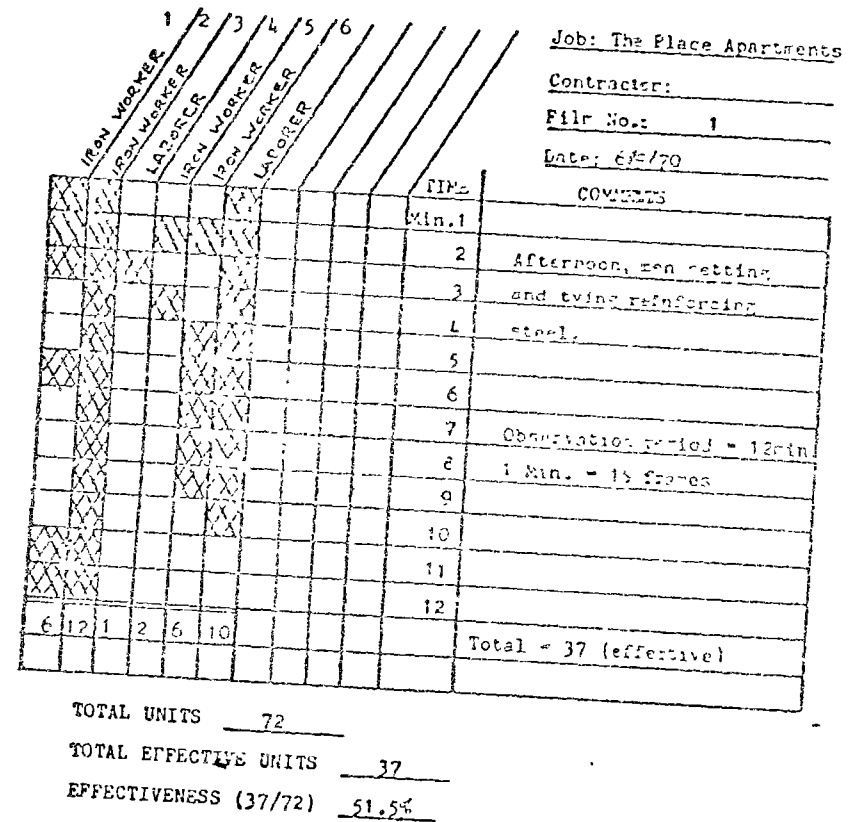 1 2 3 4 5 6
IRON WORKER
IRON WORKER
LABORER
IRON WORKER
IRON WORKER
LABORER
Job: The Place Apartments
Contractor:
Film No.: 1
Date: /70
TIME COMMENTS
Min.1
2 Afternoon, men setting
3 and tying reinforcing
4 steel.
5
6
7 Observation period = 12min
8 1 Min. = 15 frames
9
10
11
12
6 12 1 2 6 10
Total = 37 (effective)
TOTAL UNITS 72
TOTAL EFFECTIVE UNITS 37
EFFECTIVENESS (37/72) 51.5%